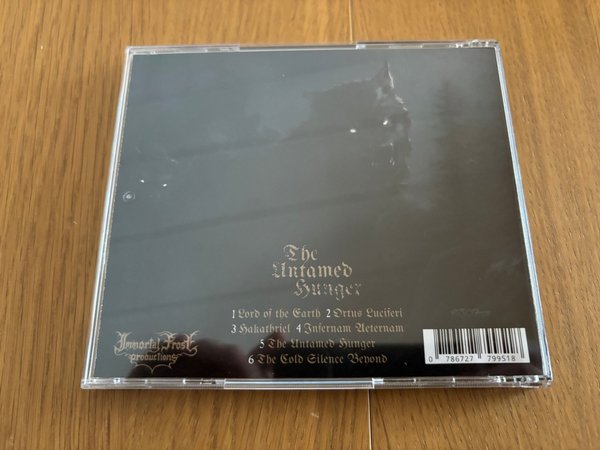 The
Untamed
Hunger
1 Lord of the Earth 2 Ortus Luciferi
3 Hakathriel 4 Infernam Aeternam
5 The Untamed Hunger
6 The Cold Silence Beyond
Immortal Frost
productions
0 786727 799518